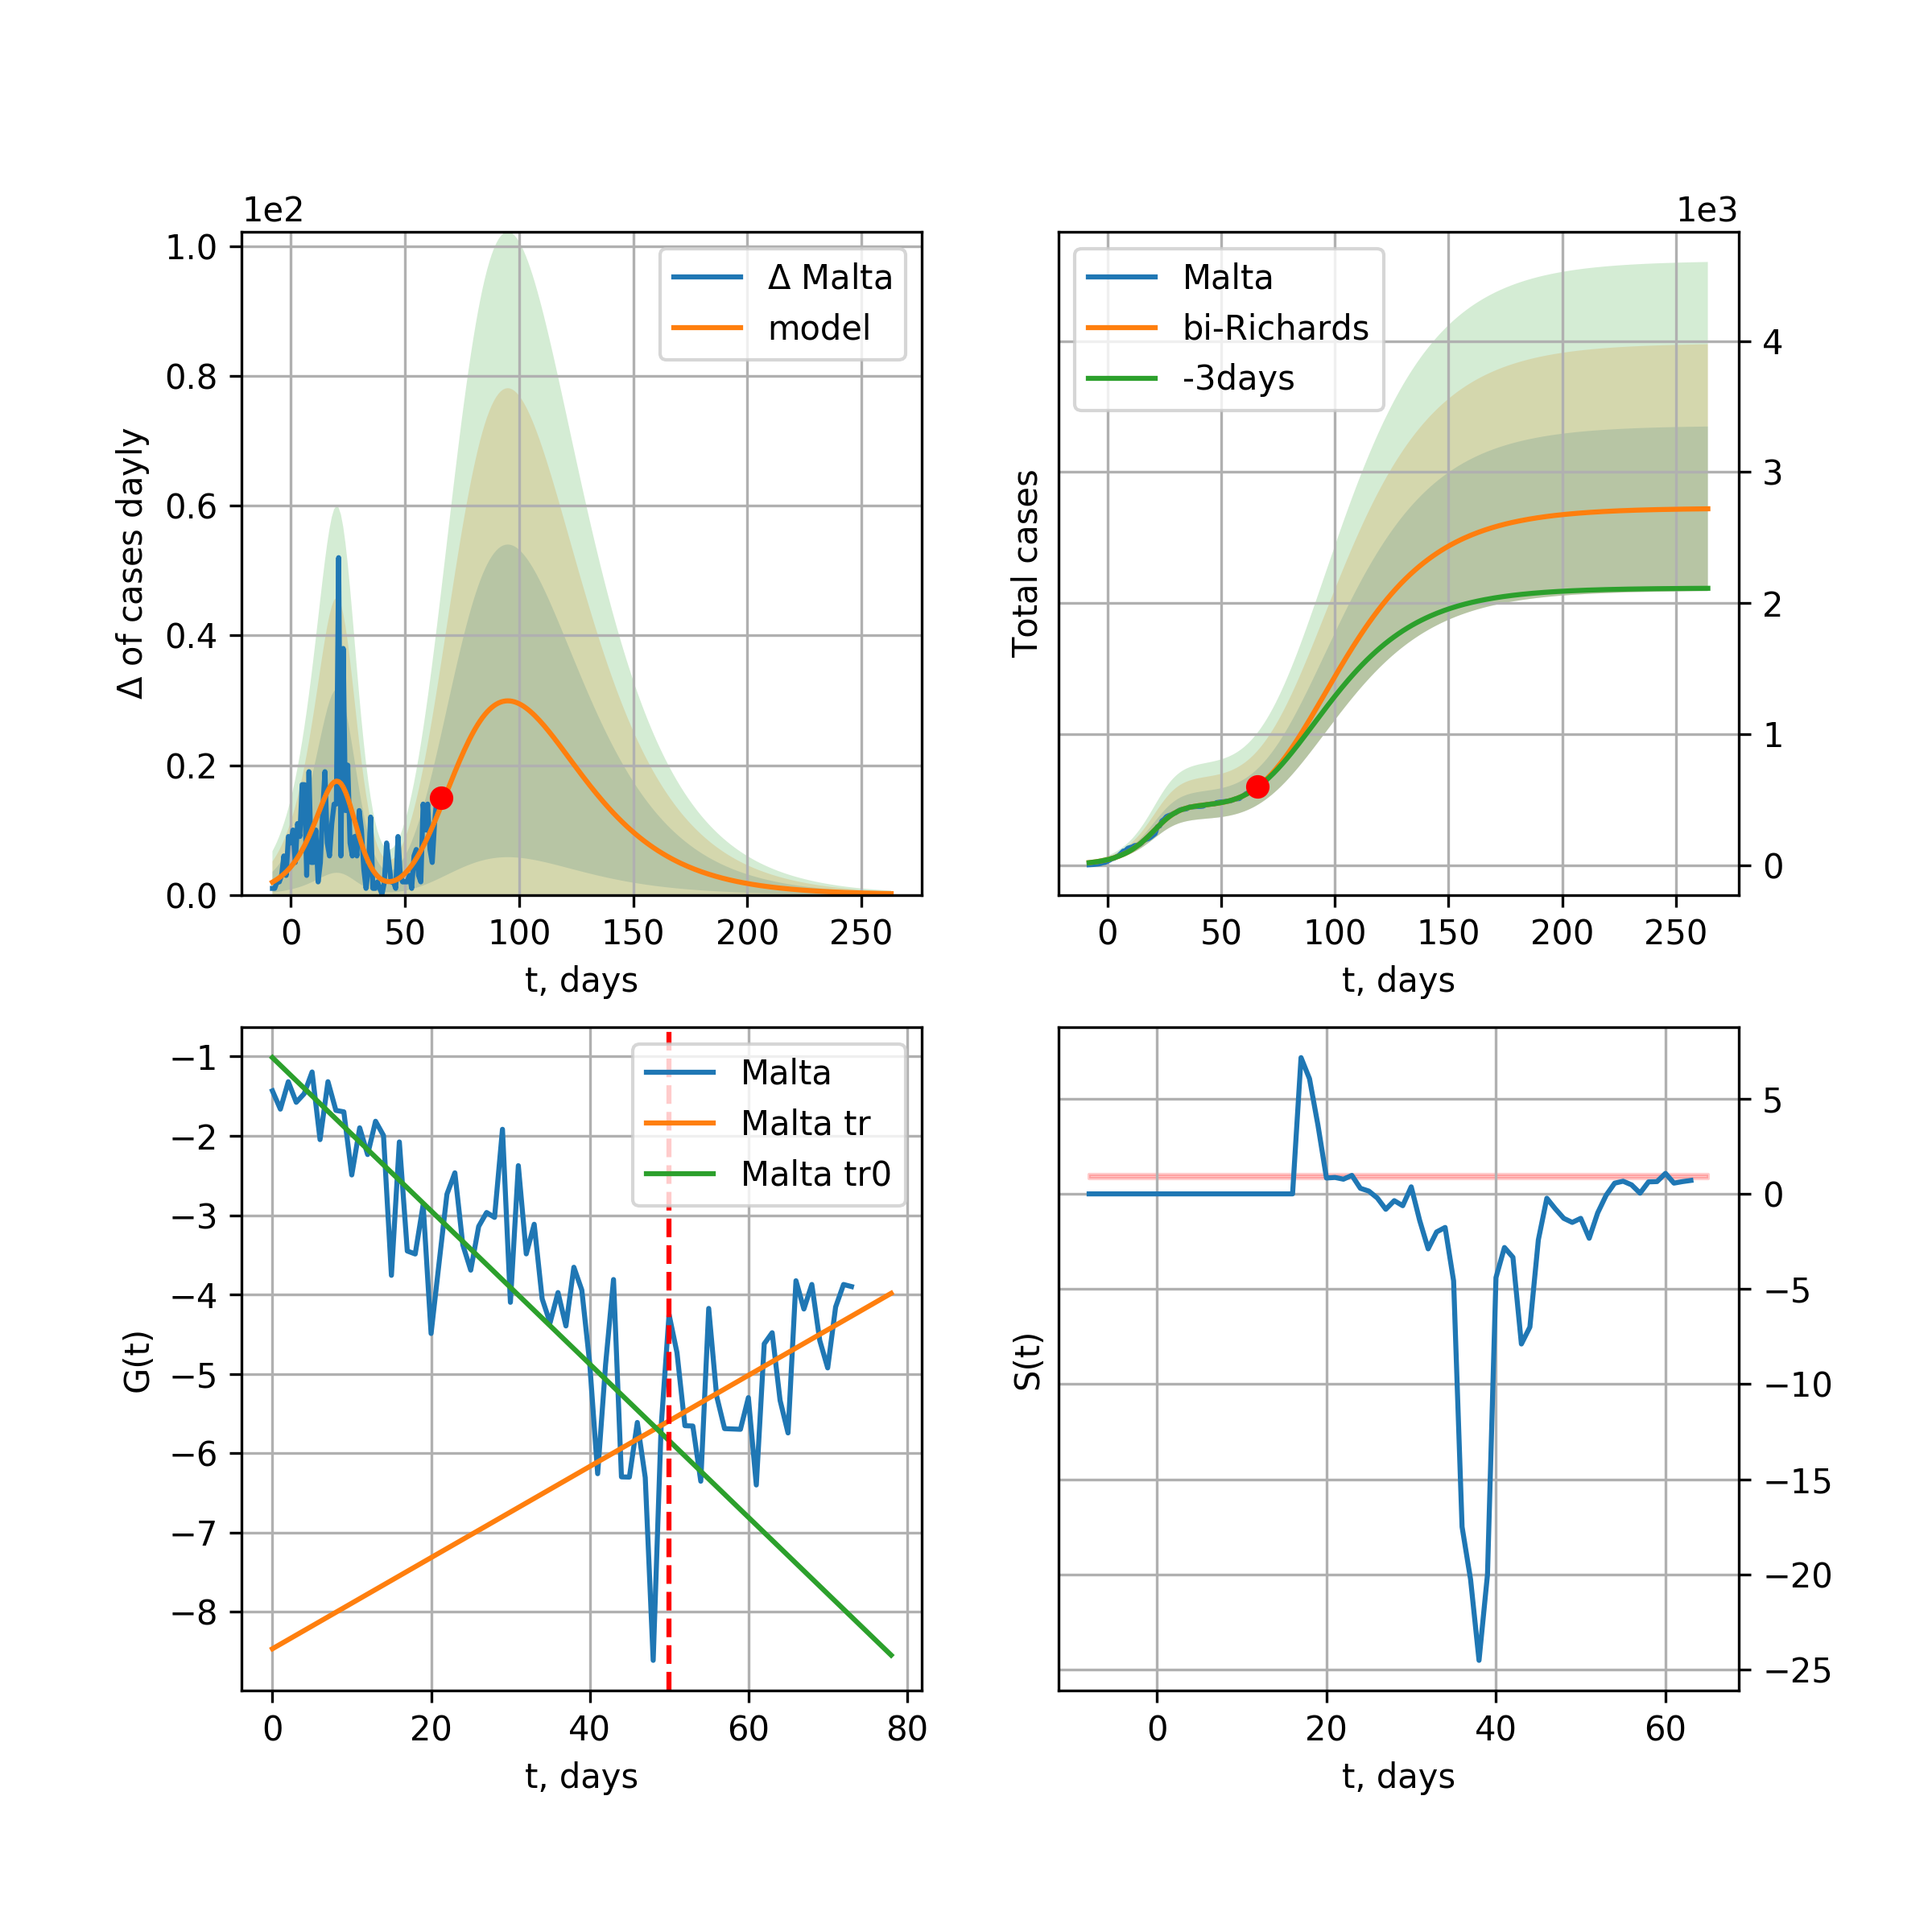 1e2
1.0
0.8
0.6
0.4
0.2
0.0
Δ of cases dayly
Δ Malta
model
0 50 100 150 200 250
t, days
1e3
Malta
bi-Richards
-3days
4
3
2
1
0
Total cases
0 50 100 150 200 250
t, days
−1
−2
−3
−4
−5
−6
−7
−8
G(t)
Malta
Malta tr
Malta tr0
0 20 40 60 80
t, days
5
0
−5
−10
−15
−20
−25
S(t)
0 20 40 60
t, days